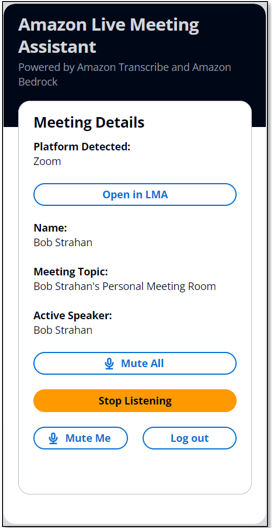 Amazon Live Meeting
Assistant
Powered by Amazon Transcribe and Amazon
Bedrock
Meeting Details
Platform Detected:
Zoom
Open in LMA
Name:
Bob Strahan
Meeting Topic:
Bob Strahan's Personal Meeting Room
Active Speaker:
Bob Strahan
Mute All
Stop Listening
Mute Me Log out